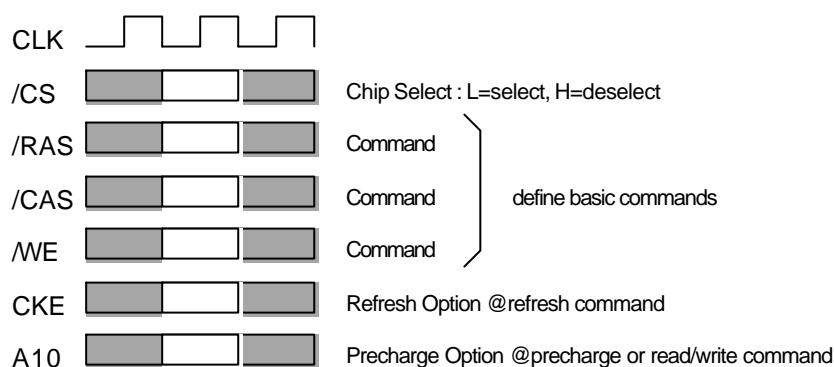 CLK
/CS Chip Select : L=select, H=deselect
/RAS Command
/CAS Command define basic commands
/WE Command
CKE Refresh Option @refresh command
A10 Precharge Option @precharge or read/write command